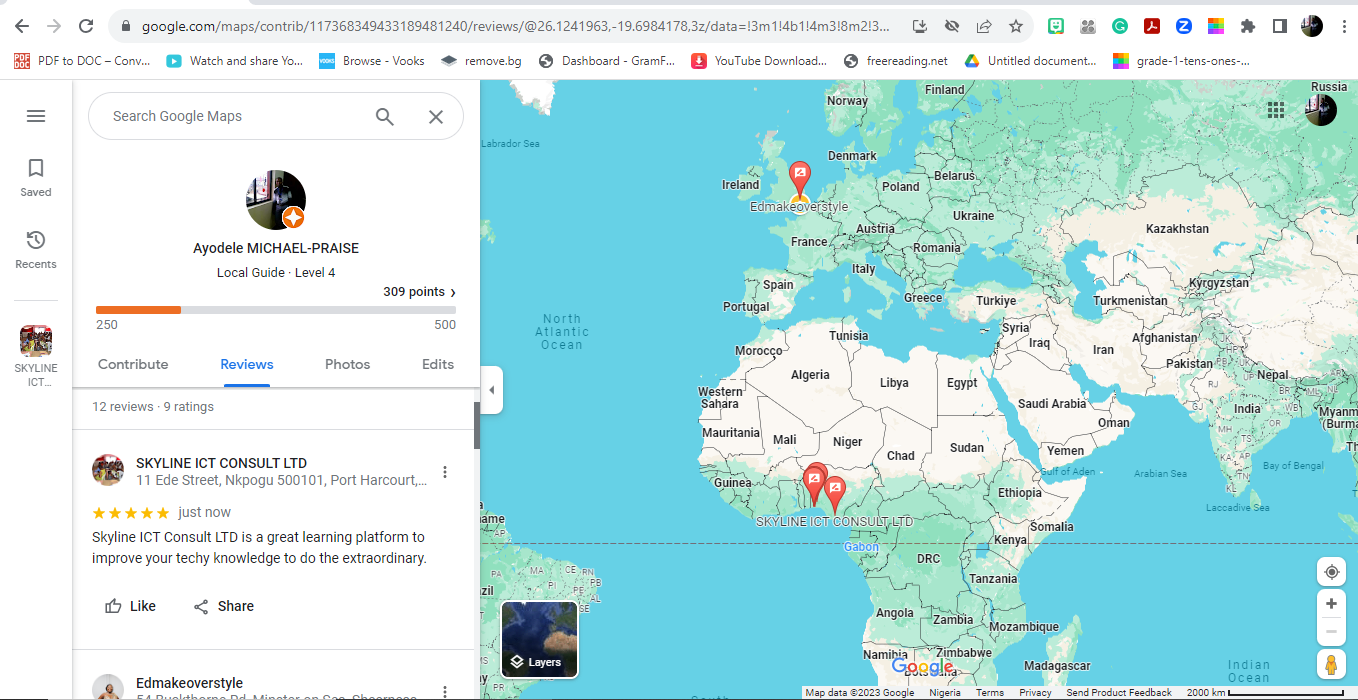 google.com/maps/contrib/117368349433189481240/reviews/@26.1241963,-19.6984178,3z/data=!3m1!4b1!4m3!8m2!3...
PDF to DOC – Conv...
Watch and share Yo...
Browse - Vooks
remove.bg
Dashboard - GramF...
YouTube Download...
freereading.net
Untitled document...
grade-1-tens-ones-...
Search Google Maps
Saved
Recents
SKYLINE
ICT...
Ayodele MICHAEL-PRAISE
Local Guide · Level 4
309 points ›
250
500
Contribute
Reviews
Photos
Edits
12 reviews · 9 ratings
SKYLINE ICT CONSULT LTD
11 Ede Street, Nkpogu 500101, Port Harcourt,...
just now
Skyline ICT Consult LTD is a great learning platform to
improve your techy knowledge to do the extraordinary.
Like
Share
Edmakeoverstyle
Labrador Sea
Norway
Finland
Russia
Denmark
Ireland
Poland
Belarus
Edmakeoverstyle
Ukraine
Austria
France
Kazakhstan
Romania
Italy
Spain
Kyrgyzstan
Portugal
Greece
Türkiye
Turkmenistan
North
Atlantic
Ocean
Tunisia
Syria
Iraq
Iran
Afghanistan
Morocco
Pakistan
Algeria
Libya
Egypt
Nepal
Western
Sahara
Saudi Arabia
India
Oman
Myanm
(Burma
Mauritania
Mali
Niger
Chad
Sudan
Yemen
Gulf of Aden
Arabian Sea
Bay of Bengal
Guinea
Ethiopia
Laccadive Sea
SKYLINE ICT CONSULT LTD
Somalia
Gabon
Kenya
DRC
Tanzania
Angola
Zambia
Mozambique
Namibia
Zimbabwe
Botswana
Madagascar
Indian
Ocean
Layers
Google
Map data ©2023 Google
Nigeria
Terms
Privacy
Send Product Feedback
2000 km